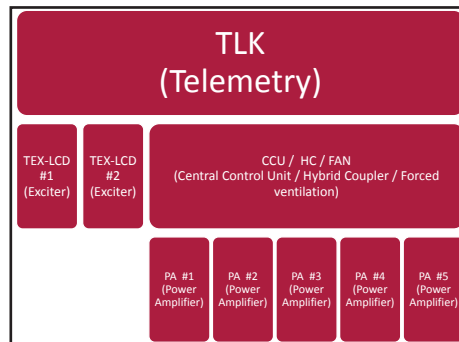 TLK
(Telemetry)
TEX-LCD
#1
(Exciter)
TEX-LCD
#2
(Exciter)
CCU / HC / FAN
(Central Control Unit / Hybrid Coupler / Forced
ventilation)
PA #1
(Power
Amplifier)
PA #2
(Power
Amplifier)
PA #3
(Power
Amplifier)
PA #4
(Power
Amplifier)
PA #5
(Power
Amplifier)